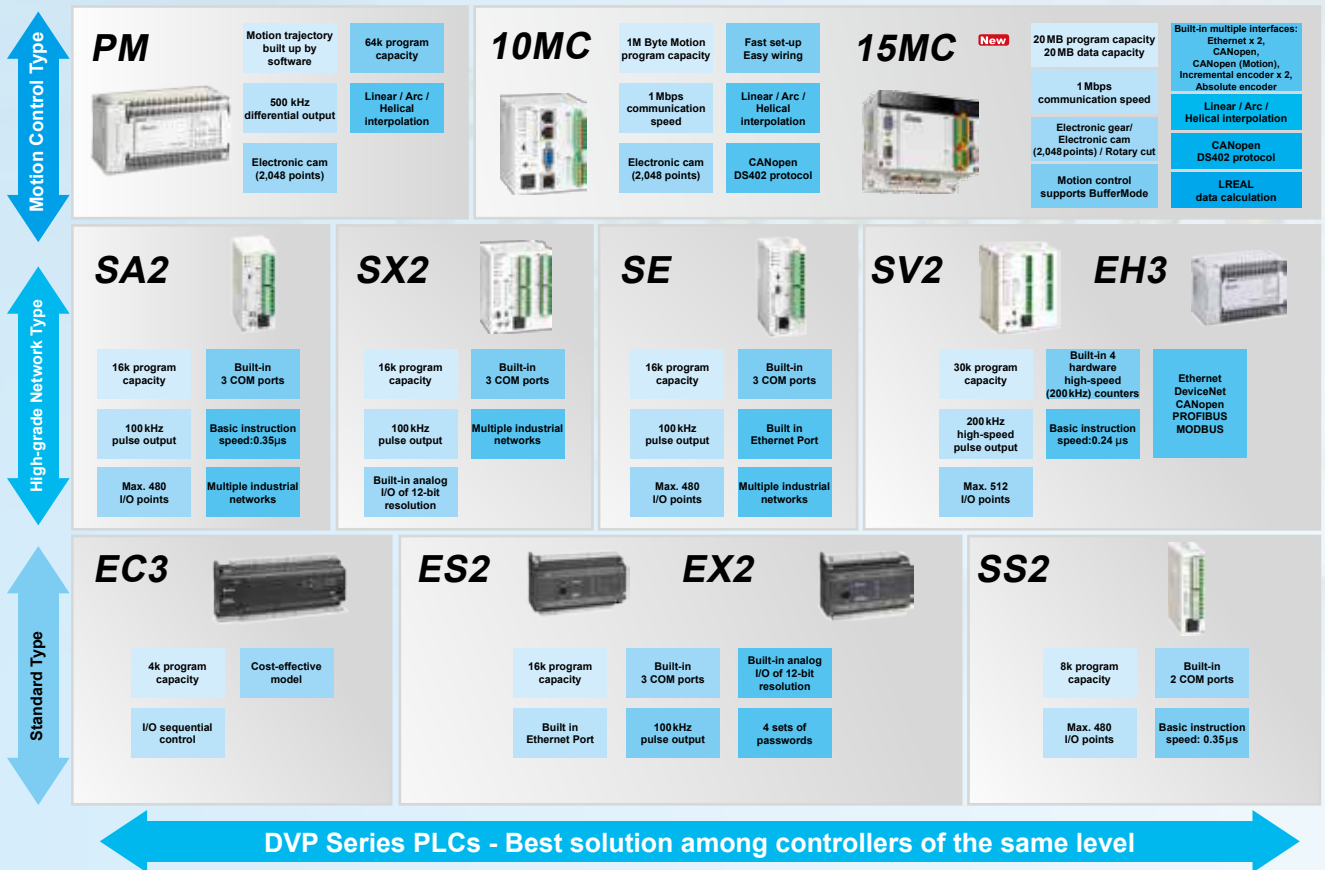 Motion Control Type
PM
Motion trajectory
built up by
software
64k program
capacity
500 kHz
differential output
Linear / Arc /
Helical
interpolation
Electronic cam
(2,048 points)
10MC
1M Byte Motion
program capacity
Fast set-up
Easy wiring
1 Mbps
communication
speed
Linear / Arc /
Helical
interpolation
Electronic cam
(2,048 points)
CANopen
DS402 protocol
15MC
New
20 MB program capacity
20 MB data capacity
Built-in multiple interfaces:
Ethernet x 2,
CANopen,
CANopen (Motion),
Incremental encoder x 2,
Absolute encoder
1 Mbps
communication speed
Linear / Arc /
Helical interpolation
Electronic gear/
Electronic cam
(2,048 points) / Rotary cut
CANopen
DS402 protocol
Motion control
supports BufferMode
LREAL
data calculation
High-grade Network Type
SA2
16k program
capacity
Built-in
3 COM ports
100 kHz
pulse output
Basic instruction
speed:0.35µs
Max. 480
I/O points
Multiple industrial
networks
SX2
16k program
capacity
Built-in
3 COM ports
100 kHz
pulse output
Multiple industrial
networks
Built-in analog
I/O of 12-bit
resolution
SE
16k program
capacity
Built-in
3 COM ports
100 kHz
pulse output
Built in
Ethernet Port
Max. 480
I/O points
Multiple industrial
networks
SV2
EH3
30k program
capacity
Built-in 4
hardware
high-speed
(200 kHz) counters
Ethernet
DeviceNet
CANopen
PROFIBUS
MODBUS
200 kHz
high-speed
pulse output
Basic instruction
speed:0.24 µs
Max. 512
I/O points
Standard Type
EC3
4k program
capacity
Cost-effective
model
I/O sequential
control
ES2
EX2
16k program
capacity
Built-in
3 COM ports
Built-in analog
I/O of 12-bit
resolution
Built in
Ethernet Port
100 kHz
pulse output
4 sets of
passwords
SS2
8k program
capacity
Built-in
2 COM ports
Max. 480
I/O points
Basic instruction
speed: 0.35µs
DVP Series PLCs - Best solution among controllers of the same level